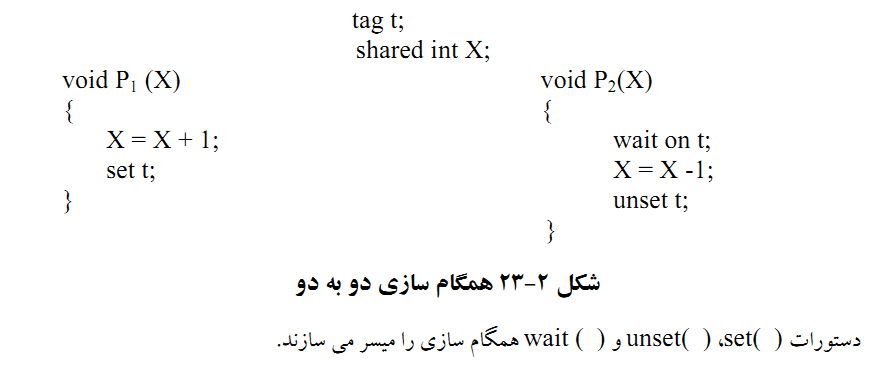 tag t;
shared int X;
void P₁ (X)
{
X = X + 1;
set t;
}
void P₂(X)
{
wait on t;
X = X -1;
unset t;
}
شکل ۲-۲۳ همگام سازی دو به دو
دستورات set( )، unset( ) و wait ( ) همگام سازی را میسر می سازند.